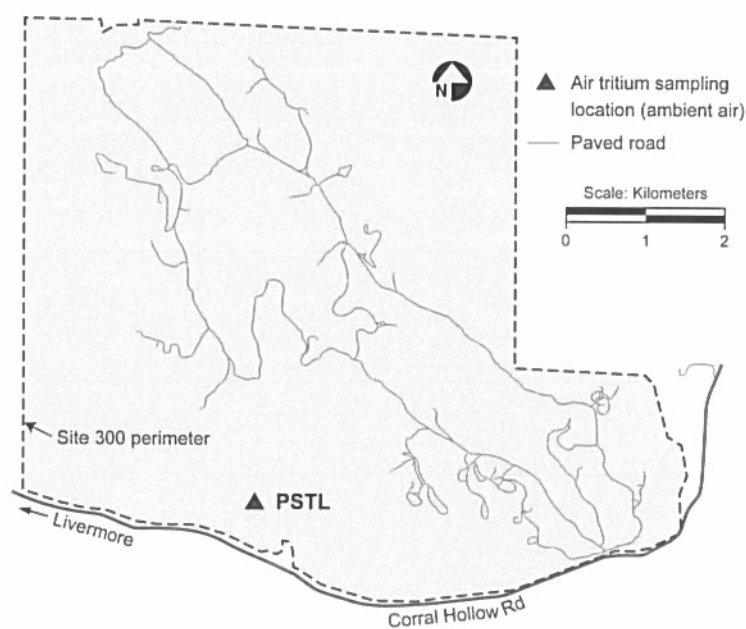 N
Air tritium sampling
location (ambient air)
Paved road
Scale: Kilometers
0 1 2
Site 300 perimeter
PSTL
Livermore
Corral Hollow Rd